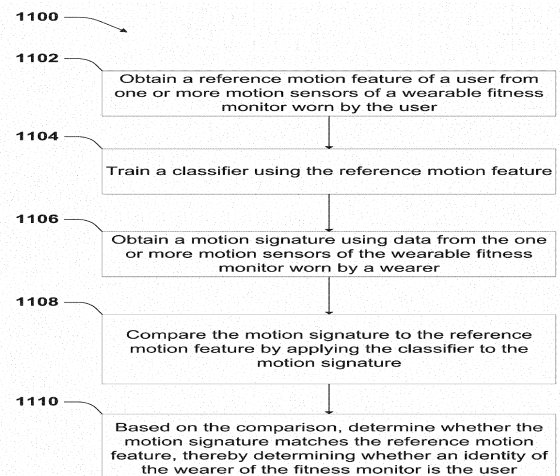 1100
1102
Obtain a reference motion feature of a user from
one or more motion sensors of a wearable fitness
monitor worn by the user
1104
Train a classifier using the reference motion feature
1106
Obtain a motion signature using data from the one
or more motion sensors of the wearable fitness
monitor worn by a wearer
1108
Compare the motion signature to the reference
motion feature by applying the classifier to the
motion signature
1110
Based on the comparison, determine whether the
motion signature matches the reference motion
feature, thereby determining whether an identity of
the wearer of the fitness monitor is the user